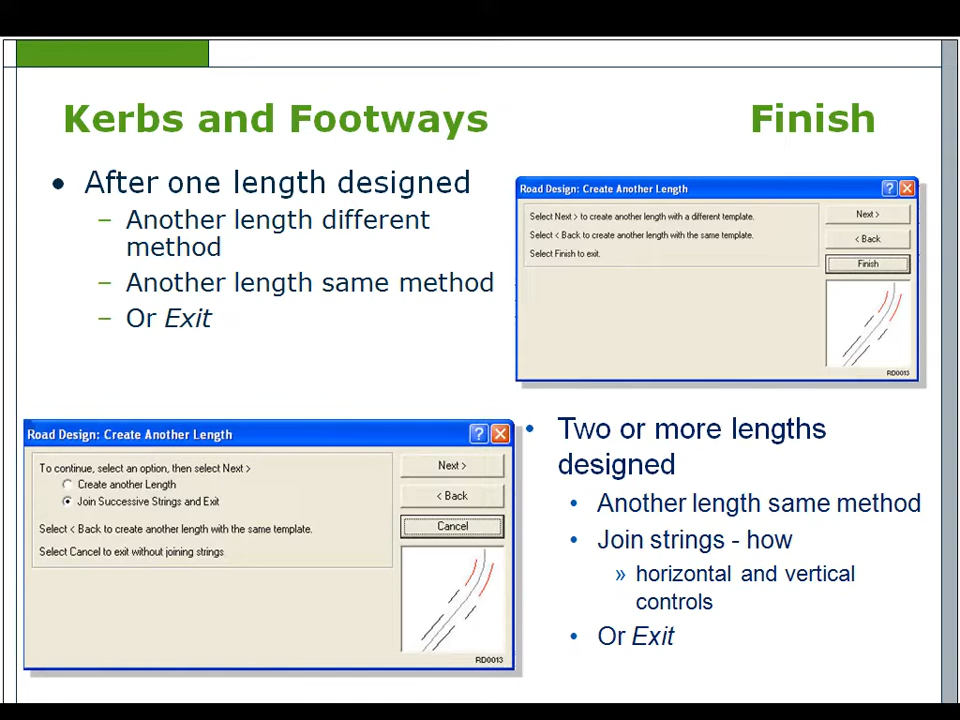 Kerbs and Footways
Finish
• After one length designed
– Another length different
method
– Another length same method
– Or Exit
Road Design: Create Another Length
Select Next > to create another length with a different template.
Select < Back to create another length with the same template.
Select Finish to exit.
Next >
< Back
Finish
RD0013
Road Design: Create Another Length
To continue, select an option, then select Next >
Create another Length
Join Successive Strings and Exit
Select < Back to create another length with the same template.
Select Cancel to exit without joining strings
Next >
< Back
Cancel
RD0013
• Two or more lengths
designed
• Another length same method
• Join strings - how
» horizontal and vertical
controls
• Or Exit